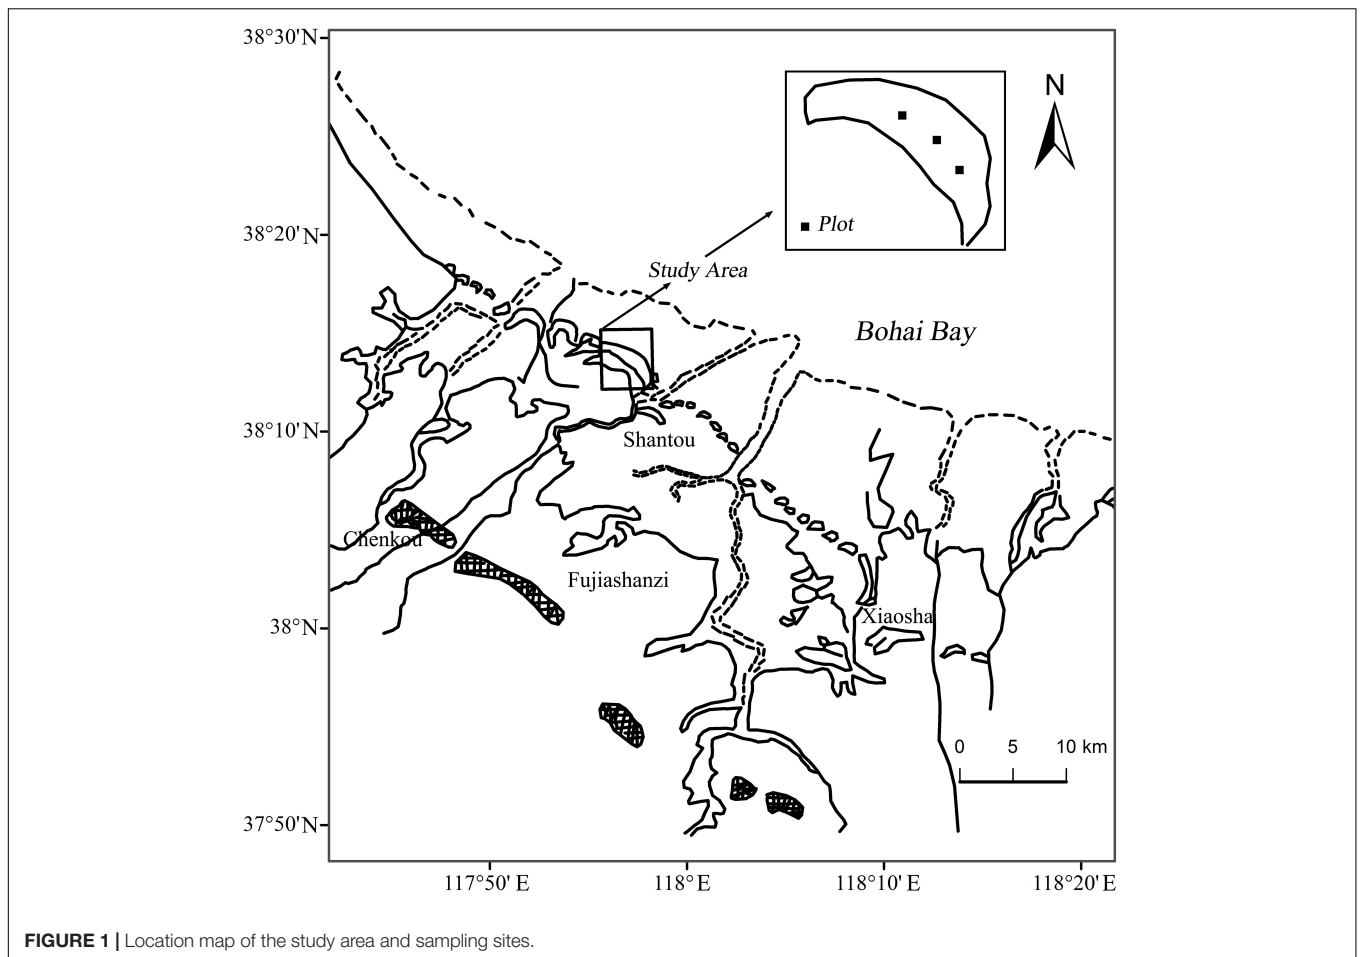 38°30'N
N
38°20'N
Plot
Study Area
Bohai Bay
38°10'N
Shantou
Chenkou
Fujiashanzi
38°N
Xiaosha
0 5 10 km
37°50'N
117°50' E 118°E 118°10' E 118°20' E
FIGURE 1 | Location map of the study area and sampling sites.